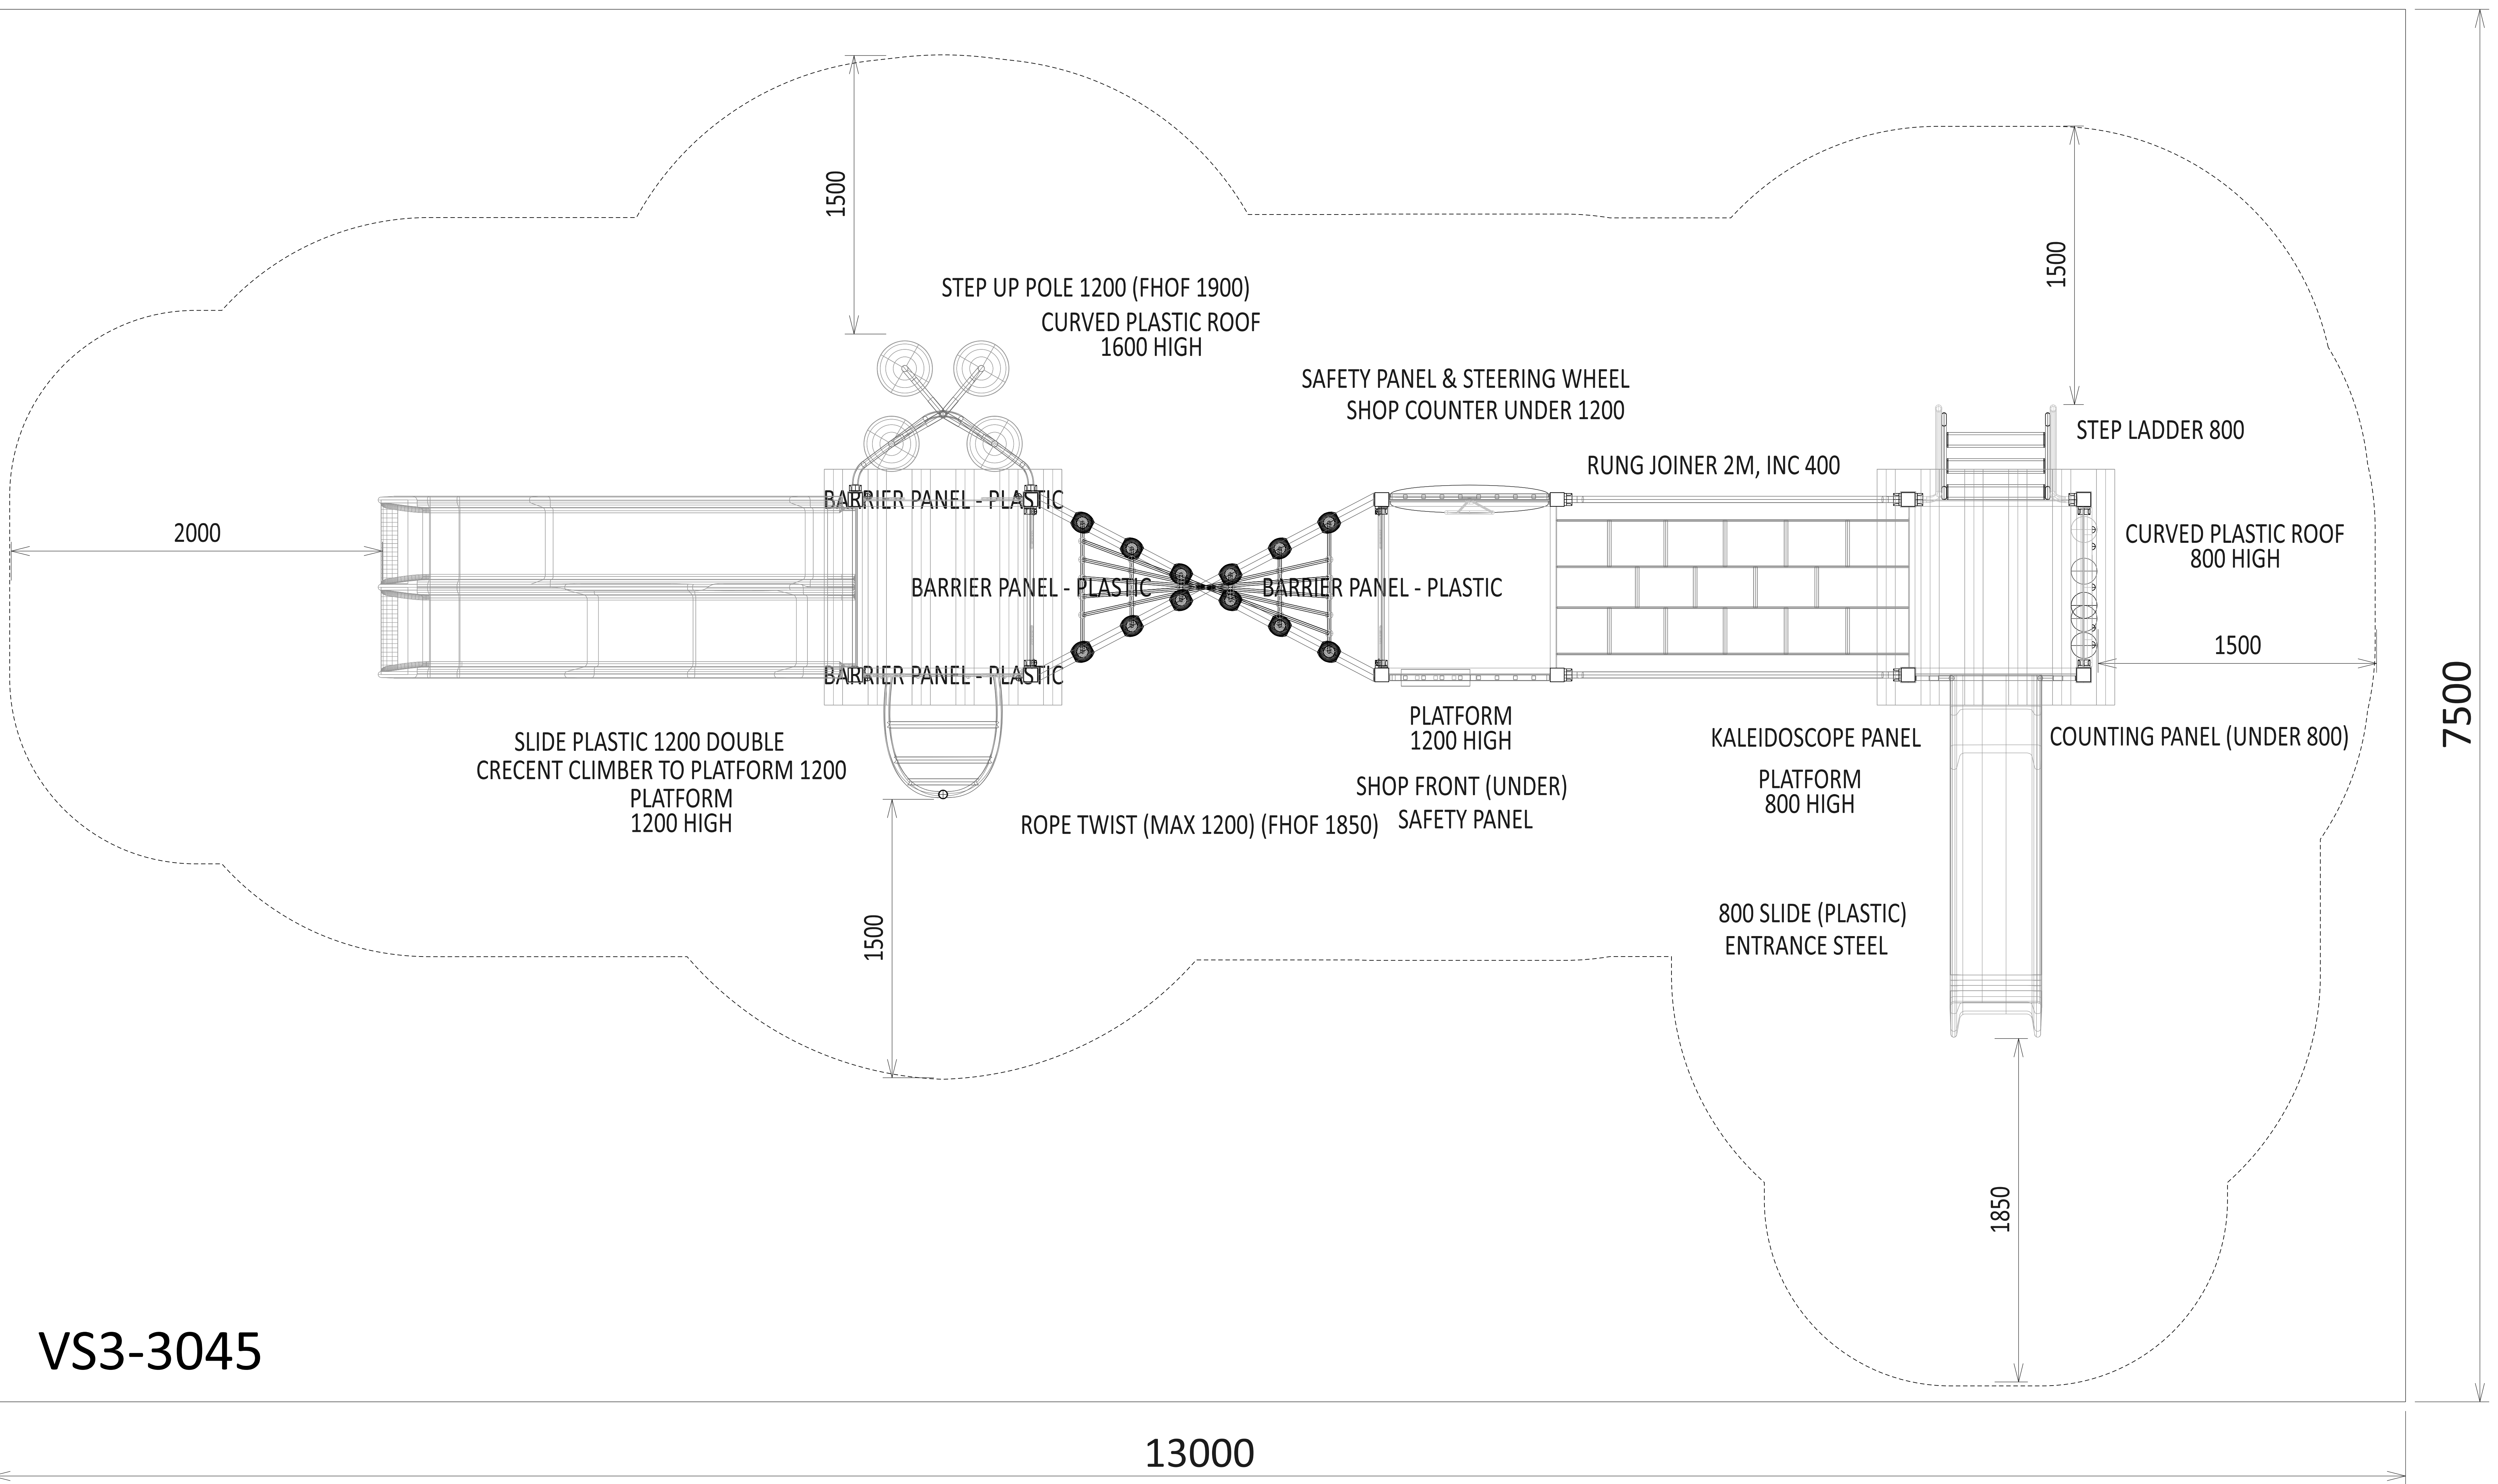 1500
1500
STEP UP POLE 1200 (FHOF 1900)
CURVED PLASTIC ROOF
1600 HIGH
SAFETY PANEL & STEERING WHEEL
SHOP COUNTER UNDER 1200
STEP LADDER 800
RUNG JOINER 2M, INC 400
BARRIER PANEL - PLASTIC
2000
CURVED PLASTIC ROOF
800 HIGH
BARRIER PANEL - PLASTIC
BARRIER PANEL - PLASTIC
1500
BARRIER PANEL - PLASTIC
7500
PLATFORM
1200 HIGH
KALEIDOSCOPE PANEL
COUNTING PANEL (UNDER 800)
SLIDE PLASTIC 1200 DOUBLE
CRECENT CLIMBER TO PLATFORM 1200
PLATFORM
1200 HIGH
SHOP FRONT (UNDER)
SAFETY PANEL
PLATFORM
800 HIGH
ROPE TWIST (MAX 1200) (FHOF 1850)
1500
800 SLIDE (PLASTIC)
ENTRANCE STEEL
1850
VS3-3045
13000